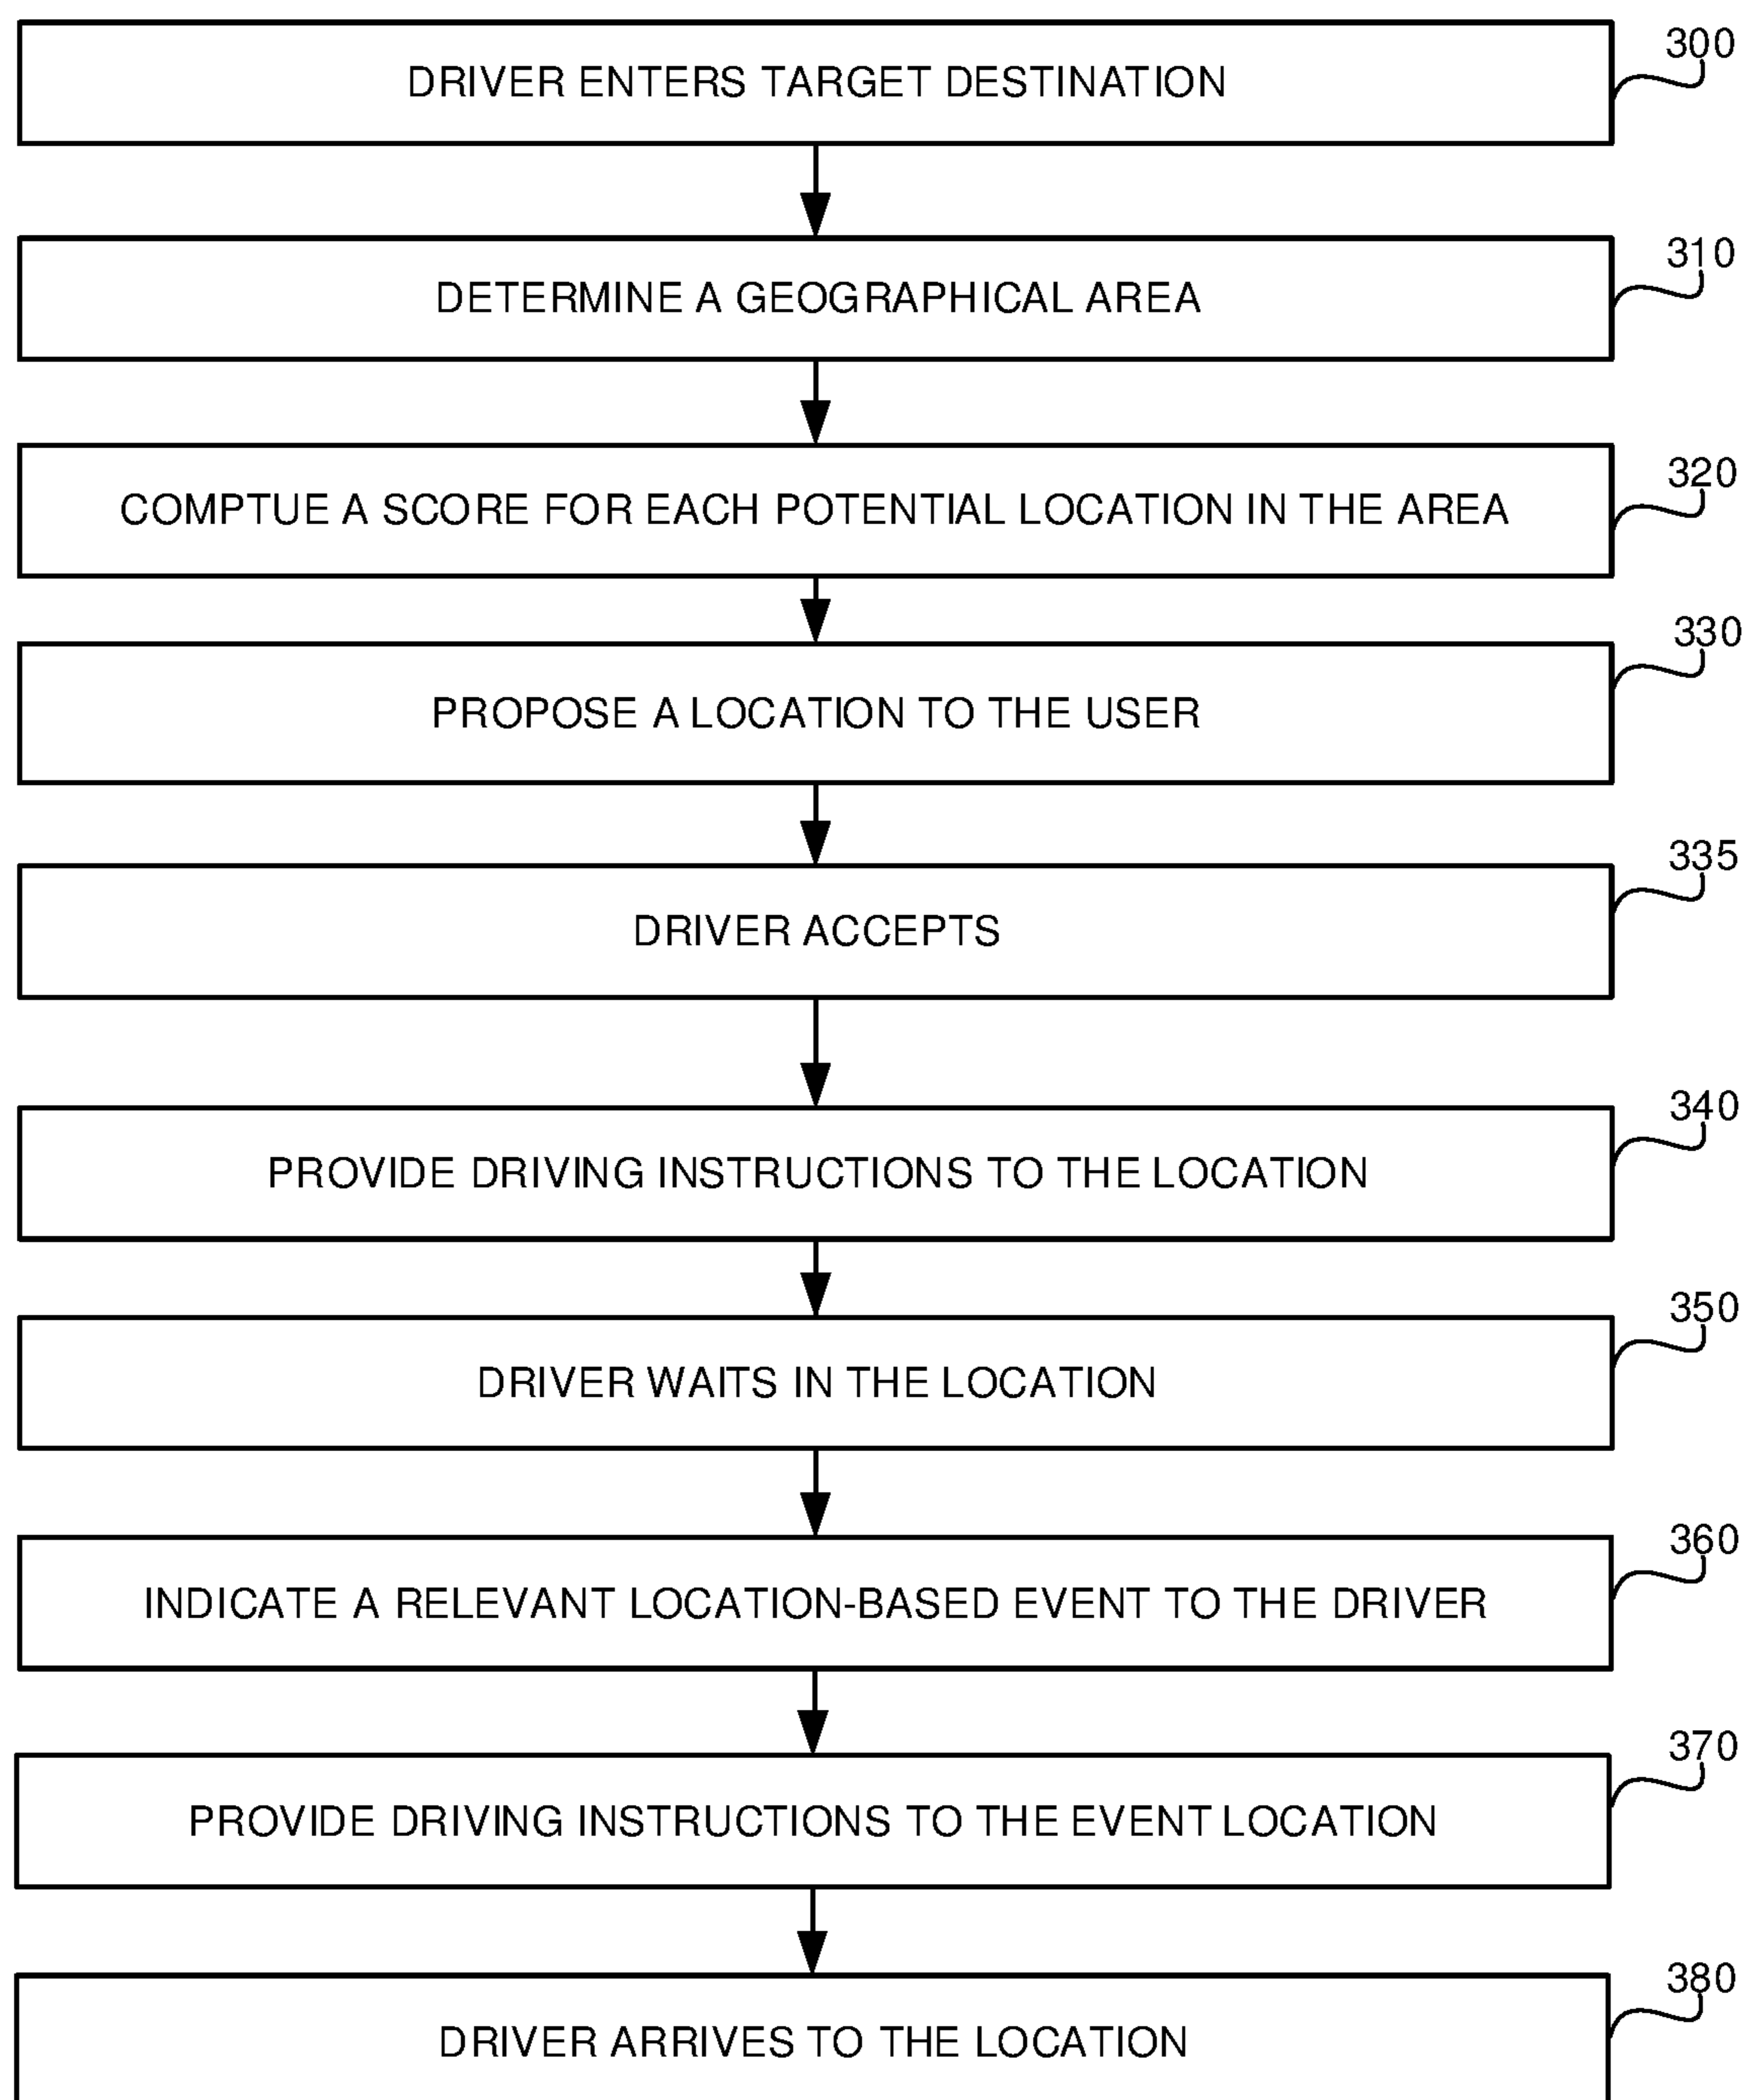 DRIVER ENTERS TARGET DESTINATION
300
DETERMINE A GEOGRAPHICAL AREA
310
COMPTUE A SCORE FOR EACH POTENTIAL LOCATION IN THE AREA
320
PROPOSE A LOCATION TO THE USER
330
DRIVER ACCEPTS
335
PROVIDE DRIVING INSTRUCTIONS TO THE LOCATION
340
DRIVER WAITS IN THE LOCATION
350
INDICATE A RELEVANT LOCATION-BASED EVENT TO THE DRIVER
360
PROVIDE DRIVING INSTRUCTIONS TO THE EVENT LOCATION
370
DRIVER ARRIVES TO THE LOCATION
380